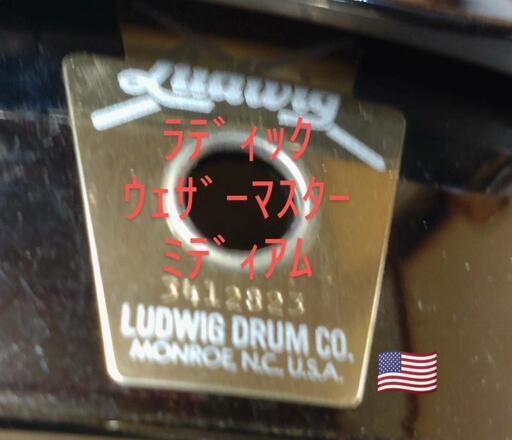 Ludwig
ﾗﾃﾞｨｯｸ
ｳｪｻﾞｰﾏｽﾀｰ
ﾐﾃﾞｨｱﾑ
3412823
LUDWIG DRUM CO.
MONROE, N.C. U.S.A.